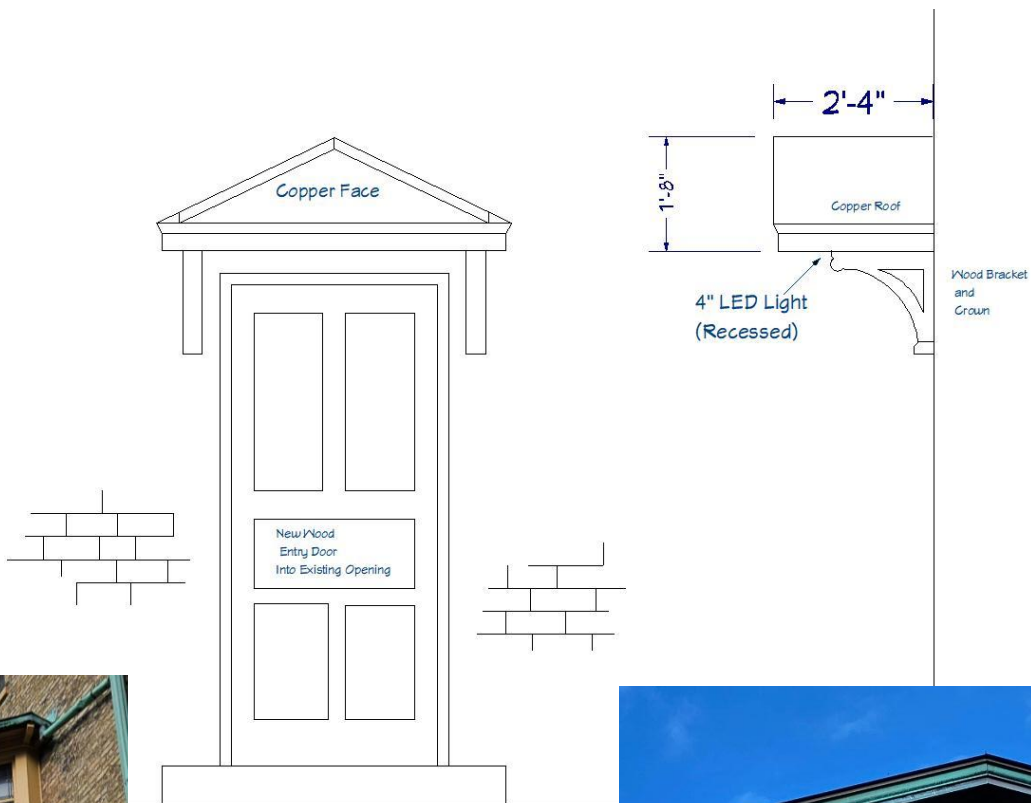 2'-4"
1'-8"
Copper Face
Copper Roof
4" LED Light
(Recessed)
Wood Bracket
and
Crown
New Wood
Entry Door
Into Existing Opening